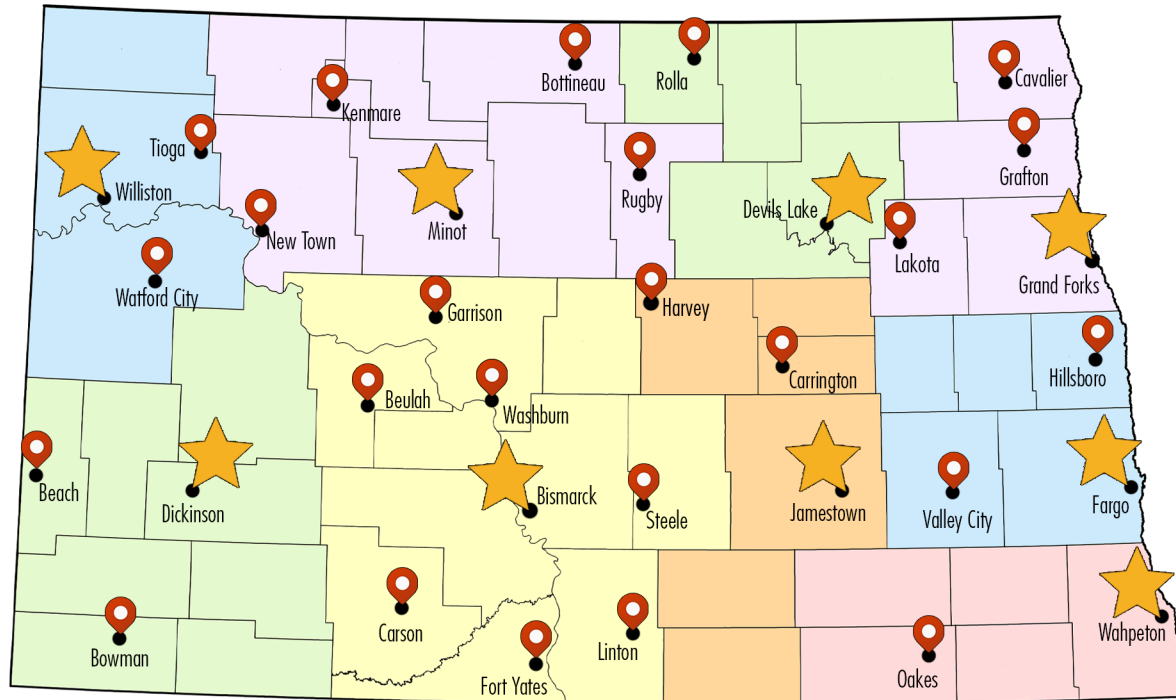 Bottineau
Rolla
Cavalier
Kenmare
Tioga
Grafton
Williston
Rugby
Devils Lake
New Town
Minot
Lakota
Grand Forks
Watford City
Garrison
Harvey
Hillsboro
Carrington
Beulah
Washburn
Beach
Bismarck
Dickinson
Steele
Jamestown
Valley City
Fargo
Carson
Wahpeton
Linton
Bowman
Oakes
Fort Yates